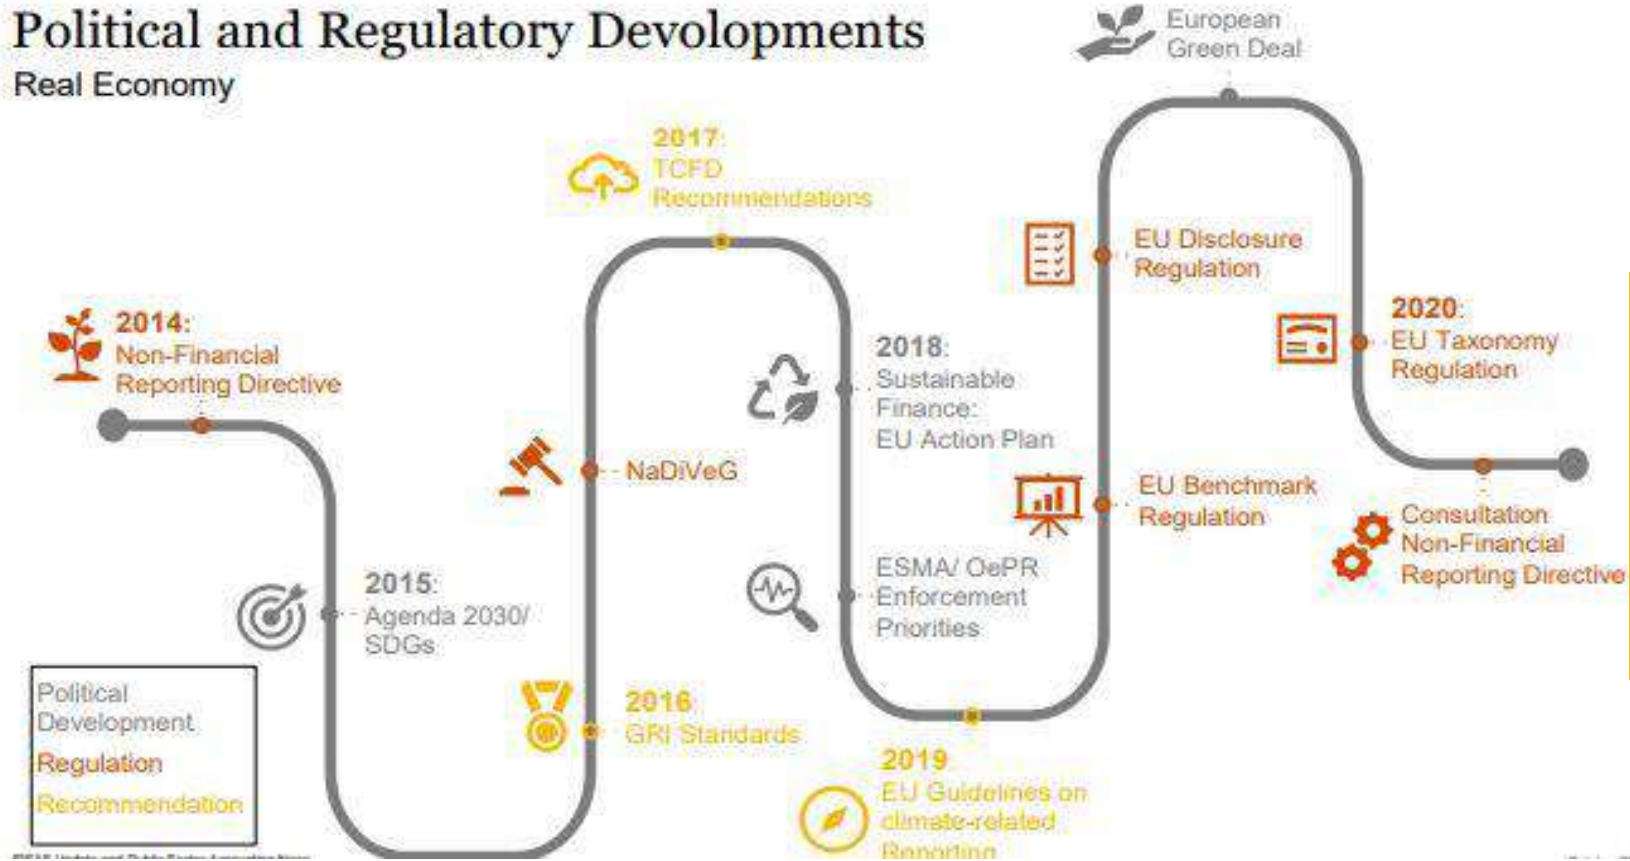 Political and Regulatory Devolopments
Real Economy
European
Green Deal
2017:
TCFD
Recommendations
EU Disclosure
Regulation
2014:
Non-Financial
Reporting Directive
2020:
EU Taxonomy
Regulation
2018:
Sustainable
Finance:
EU Action Plan
NaDiVeG
EU Benchmark
Regulation
Consultation
Non-Financial
Reporting Directive
2015:
Agenda 2030/
SDGs
ESMA/ OePR
Enforcement
Priorities
2016:
GRI Standards
2019
EU Guidelines on
climate-related
Reporting
Political
Development
Regulation
Recommendation